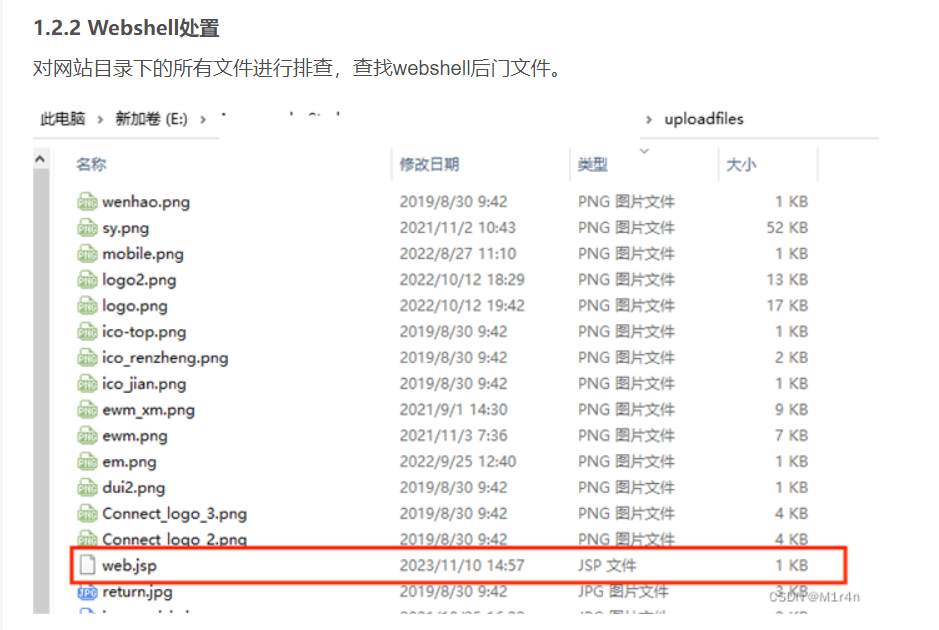 1.2.2 Webshell处置
对网站目录下的所有文件进行排查，查找webshell后门文件。
此电脑 › 新加卷 (E:) › › uploadfiles
名称 修改日期 类型 大小
wenhao.png 2019/8/30 9:42 PNG 图片文件 1 KB
sy.png 2021/11/2 10:43 PNG 图片文件 52 KB
mobile.png 2022/8/27 11:10 PNG 图片文件 1 KB
logo2.png 2022/10/12 18:29 PNG 图片文件 13 KB
logo.png 2022/10/12 19:42 PNG 图片文件 17 KB
ico-top.png 2019/8/30 9:42 PNG 图片文件 1 KB
ico_renzheng.png 2019/8/30 9:42 PNG 图片文件 2 KB
ico_jian.png 2019/8/30 9:42 PNG 图片文件 1 KB
ewm_xm.png 2021/9/1 14:30 PNG 图片文件 9 KB
ewm.png 2021/11/3 7:36 PNG 图片文件 7 KB
em.png 2022/9/25 12:40 PNG 图片文件 1 KB
dui2.png 2019/8/30 9:42 PNG 图片文件 1 KB
Connect_logo_3.png 2019/8/30 9:42 PNG 图片文件 4 KB
Connect_logo_2.png 2019/8/30 9:42 PNG 图片文件 4 KB
web.jsp 2023/11/10 14:57 JSP 文件 1 KB
return.jpg 2019/8/30 9:42 JPG 图片文件 3 KB
CSDN @M1r4n